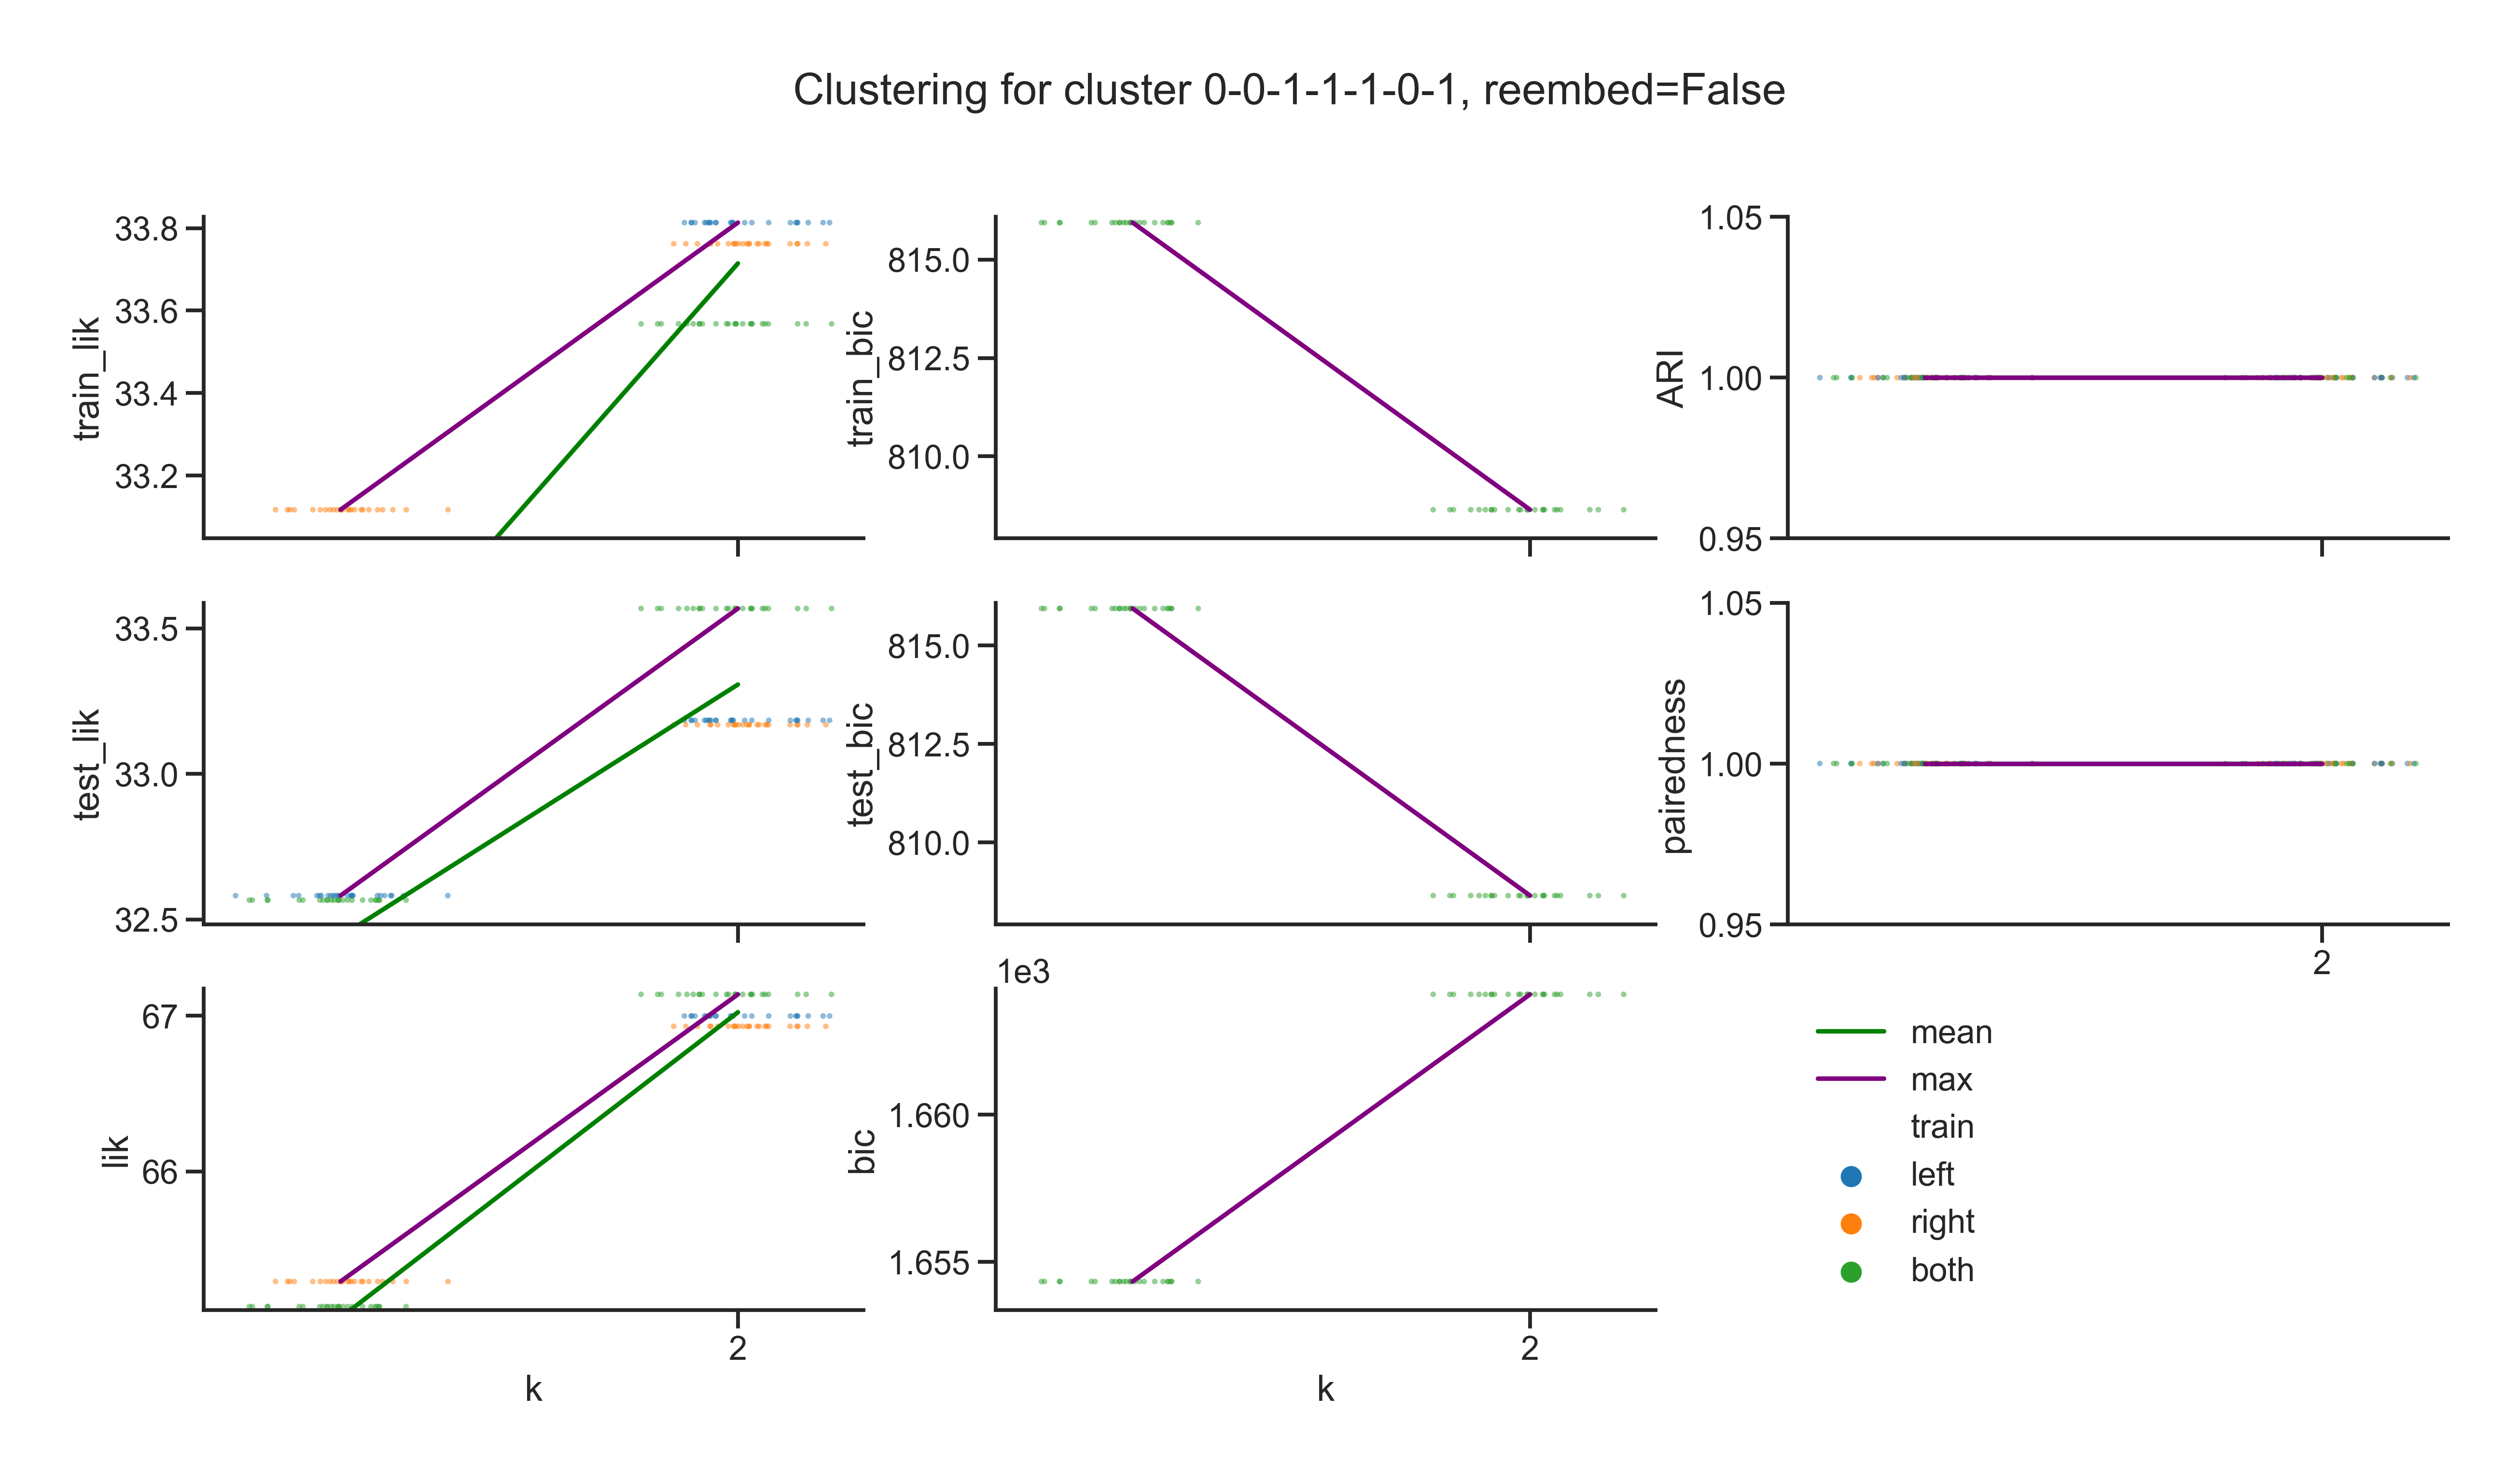 Clustering for cluster 0-0-1-1-1-0-1, reembed=False
train_lik
33.8
33.6
33.4
33.2
train_bic
815.0
812.5
810.0
ARI
1.05
1.00
0.95
test_lik
33.5
33.0
32.5
test_bic
815.0
812.5
810.0
pairedness
1.05
1.00
0.95
2
lik
67
66
2
k
1e3
bic
1.660
1.655
2
k
mean
max
train
left
right
both